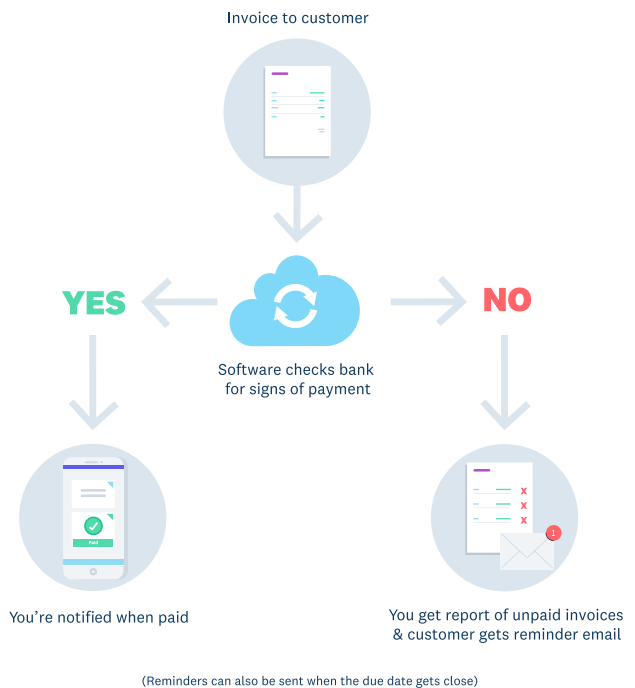 Invoice to customer
YES
NO
Software checks bank
for signs of payment
Paid
X
X
X
1
You're notified when paid
You get report of unpaid invoices
& customer gets reminder email
(Reminders can also be sent when the due date gets close)